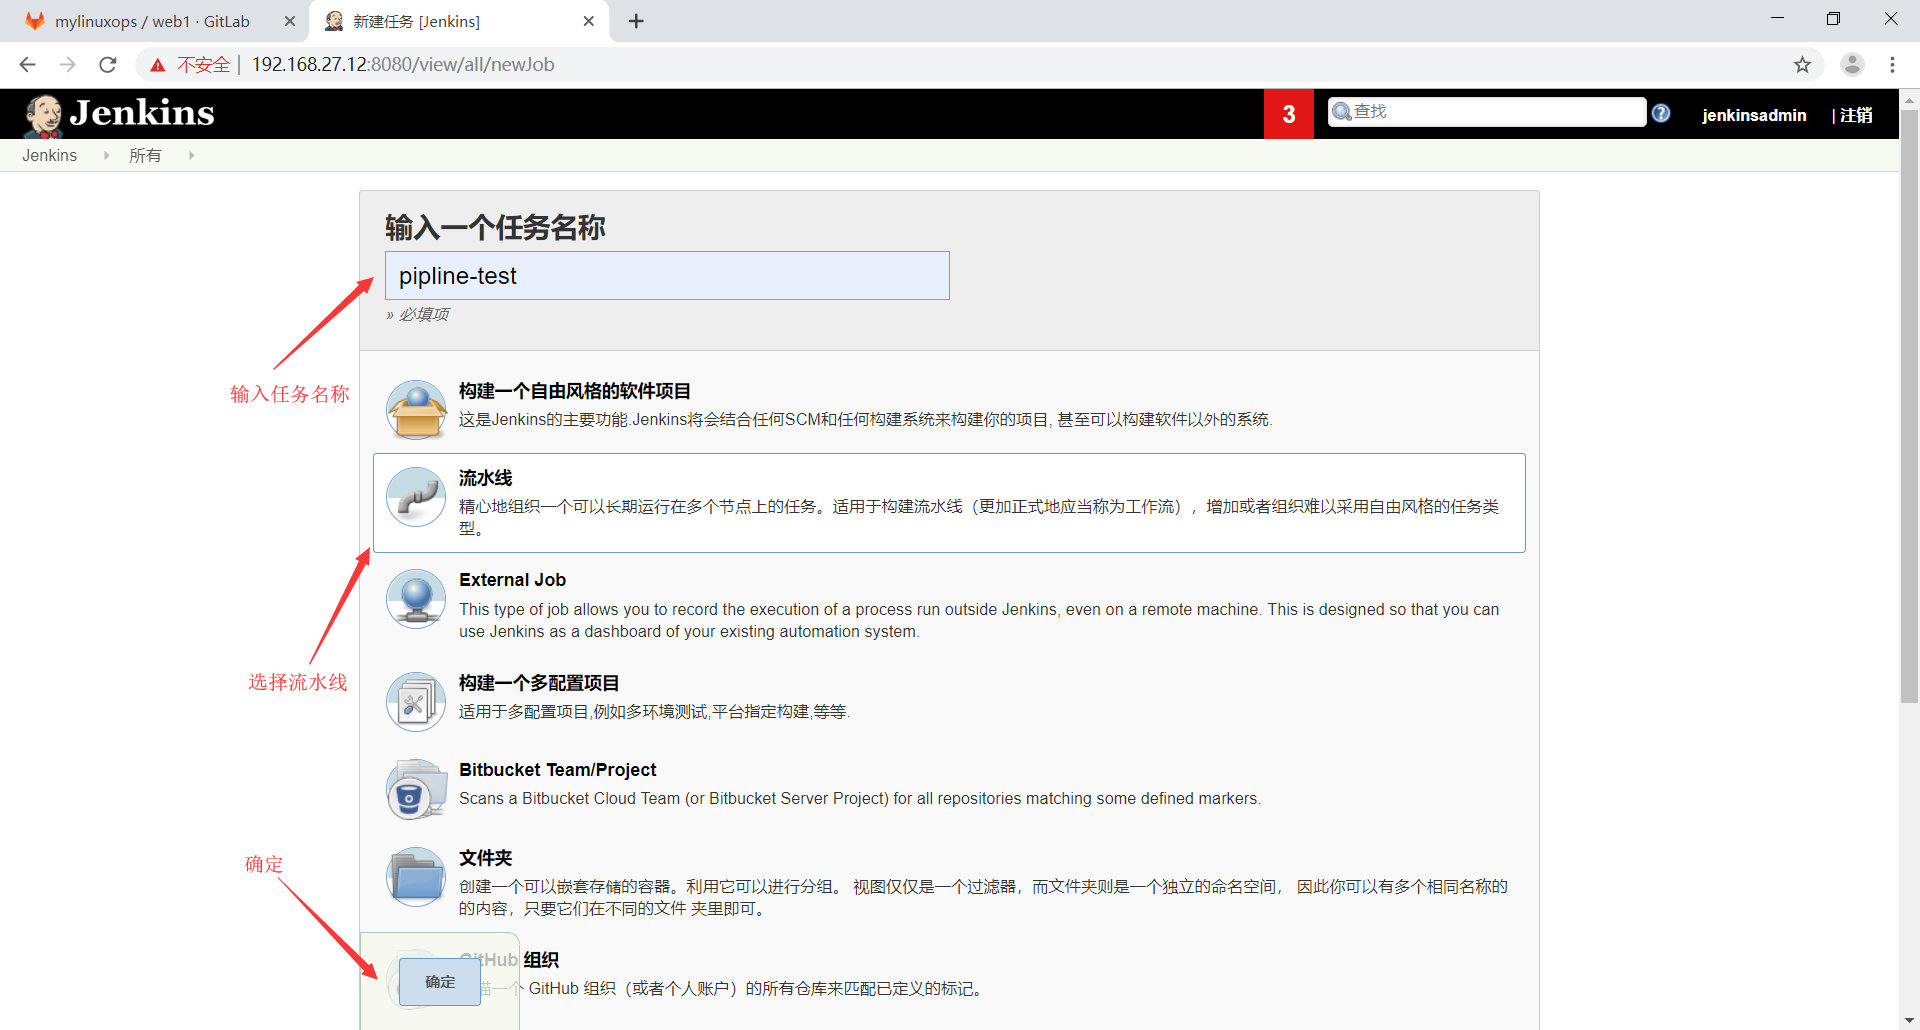 mylinuxops / web1 · GitLab
新建任务 [Jenkins]
不安全 | 192.168.27.12:8080/view/all/newJob
Jenkins
3
查找
jenkinsadmin
| 注销
Jenkins
所有
输入一个任务名称
pipline-test
» 必填项
输入任务名称
构建一个自由风格的软件项目
这是Jenkins的主要功能.Jenkins将会结合任何SCM和任何构建系统来构建你的项目, 甚至可以构建软件以外的系统.
流水线
精心地组织一个可以长期运行在多个节点上的任务。适用于构建流水线（更加正式地应当称为工作流），增加或者组织难以采用自由风格的任务类
型。
External Job
This type of job allows you to record the execution of a process run outside Jenkins, even on a remote machine. This is designed so that you can
use Jenkins as a dashboard of your existing automation system.
选择流水线
构建一个多配置项目
适用于多配置项目,例如多环境测试,平台指定构建,等等.
Bitbucket Team/Project
Scans a Bitbucket Cloud Team (or Bitbucket Server Project) for all repositories matching some defined markers.
确定
文件夹
创建一个可以嵌套存储的容器。利用它可以进行分组。 视图仅仅是一个过滤器，而文件夹则是一个独立的命名空间， 因此你可以有多个相同名称的
的内容，只要它们在不同的文件 夹里即可。
GitHub 组织
确定
描一个 GitHub 组织（或者个人账户）的所有仓库来匹配已定义的标记。